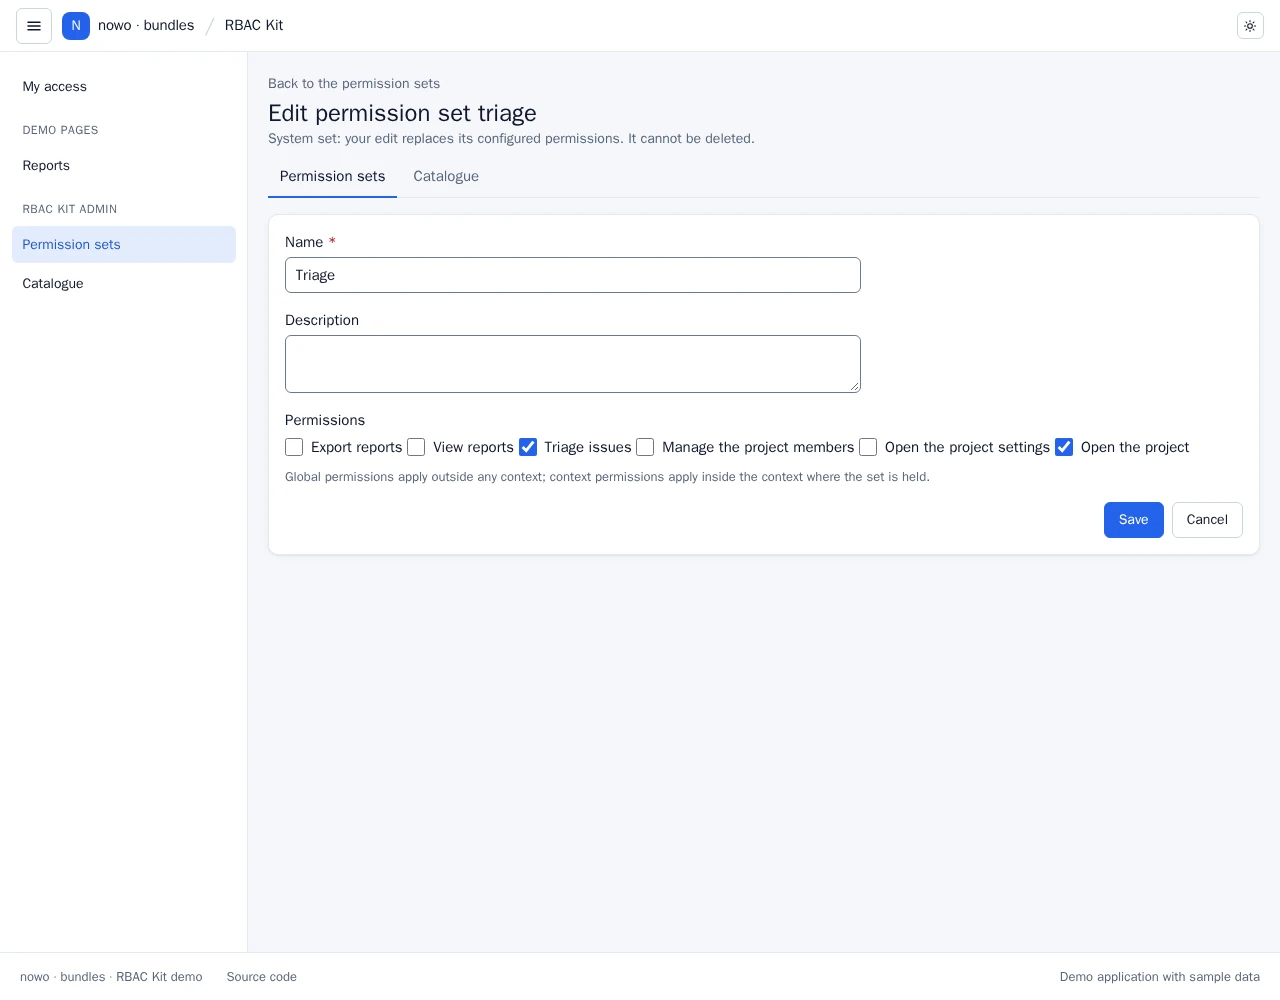 N nowo · bundles / RBAC Kit
My access
DEMO PAGES
Reports
RBAC KIT ADMIN
Permission sets
Catalogue
Back to the permission sets
Edit permission set triage
System set: your edit replaces its configured permissions. It cannot be deleted.
Permission sets Catalogue
Name *
Triage
Description
Permissions
Export reports View reports Triage issues Manage the project members Open the project settings Open the project
Global permissions apply outside any context; context permissions apply inside the context where the set is held.
Save Cancel
nowo · bundles · RBAC Kit demo Source code Demo application with sample data